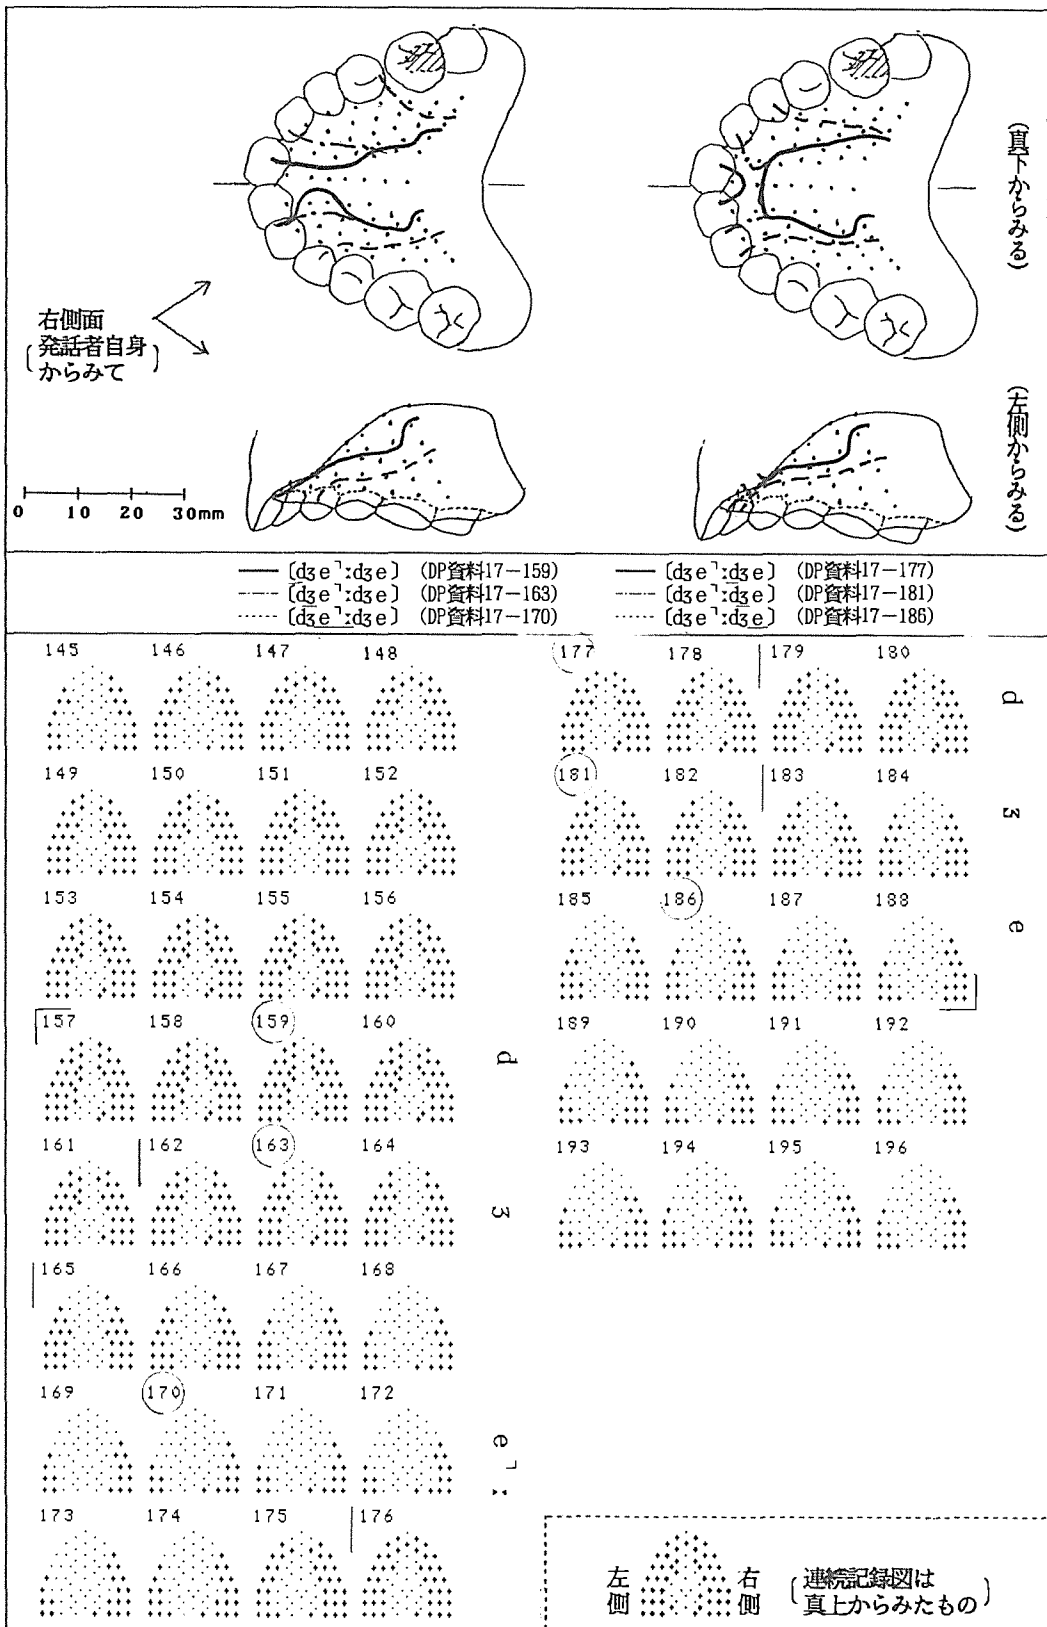 (真下からみる)
右側面
(発話者自身
からみて)
(左側からみる)
0 10 20 30mm
[dʒe˥:dʒe] (DP資料17-159)
[dʒe˥:dʒe] (DP資料17-163)
[dʒe˥:dʒe] (DP資料17-170)
[dʒe˥:dʒe] (DP資料17-177)
[dʒe˥:dʒe] (DP資料17-181)
[dʒe˥:dʒe] (DP資料17-186)
145 146 147 148
149 150 151 152
153 154 155 156
157 158 159 160
d
161 162 163 164
ʒ
165 166 167 168
169 170 171 172
e˥:
173 174 175 176
177 178 179 180
d
181 182 183 184
ʒ
185 186 187 188
e
189 190 191 192
193 194 195 196
左側
右側
(連続記録図は
真上からみたもの)